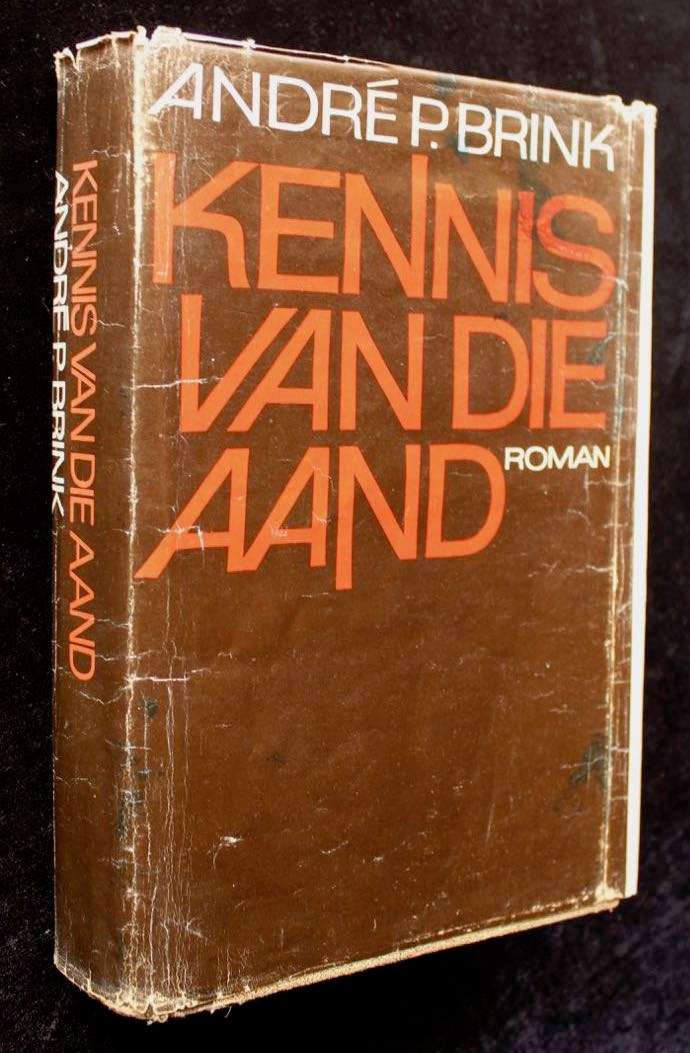 ANDRÉ P. BRINK
KENNIS
VAN DIE
AAND
ROMAN
KENNIS VAN DIE AAND
ANDRÉ P. BRINK